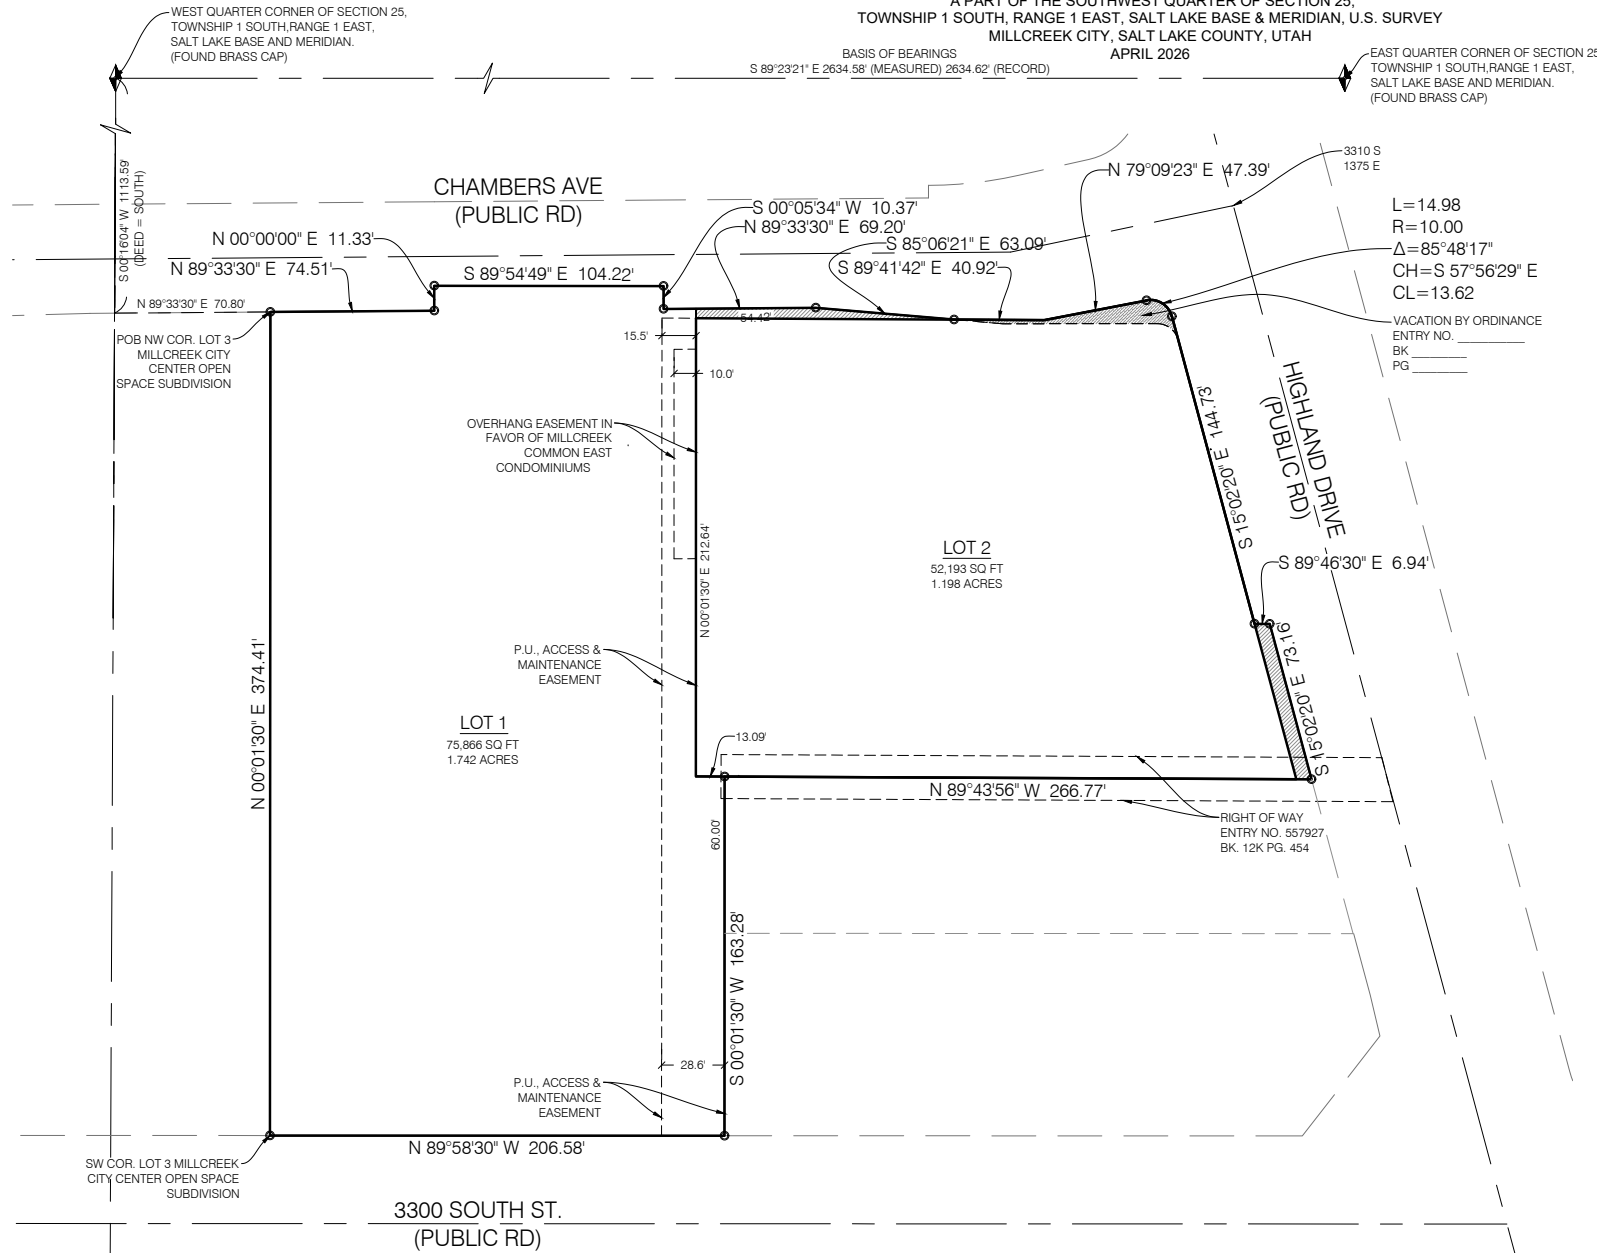 A PART OF THE SOUTHWEST QUARTER OF SECTION 25,
TOWNSHIP 1 SOUTH, RANGE 1 EAST, SALT LAKE BASE & MERIDIAN, U.S. SURVEY
MILLCREEK CITY, SALT LAKE COUNTY, UTAH
APRIL 2026
WEST QUARTER CORNER OF SECTION 25,
TOWNSHIP 1 SOUTH,RANGE 1 EAST,
SALT LAKE BASE AND MERIDIAN.
(FOUND BRASS CAP)
BASIS OF BEARINGS
S 89°23'21" E 2634.58' (MEASURED) 2634.62' (RECORD)
EAST QUARTER CORNER OF SECTION 25
TOWNSHIP 1 SOUTH,RANGE 1 EAST,
SALT LAKE BASE AND MERIDIAN.
(FOUND BRASS CAP)
S 00°16'04" W 1113.59'
(DEED = SOUTH)
CHAMBERS AVE
(PUBLIC RD)
3310 S
1375 E
N 79°09'23" E 47.39'
S 00°05'34" W 10.37'
N 89°33'30" E 69.20'
S 85°06'21" E 63.09'
S 89°41'42" E 40.92'
L=14.98
R=10.00
Δ=85°48'17"
CH=S 57°56'29" E
CL=13.62
N 00°00'00" E 11.33'
N 89°33'30" E 74.51'
S 89°54'49" E 104.22'
N 89°33'30" E 70.80'
VACATION BY ORDINANCE
ENTRY NO. ___________
BK _________
PG _________
POB NW COR. LOT 3
MILLCREEK CITY
CENTER OPEN
SPACE SUBDIVISION
54.42'
15.5'
10.0'
OVERHANG EASEMENT IN
FAVOR OF MILLCREEK
COMMON EAST
CONDOMINIUMS
HIGHLAND DRIVE
(PUBLIC RD)
S 15°02'20" E 144.73'
N 00°01'30" E 212.64'
LOT 2
52,193 SQ FT
1.198 ACRES
S 89°46'30" E 6.94'
S 15°02'20" E 73.16'
P.U., ACCESS &
MAINTENANCE
EASEMENT
N 00°01'30" E 374.41'
LOT 1
75,866 SQ FT
1.742 ACRES
13.09'
N 89°43'56" W 266.77'
RIGHT OF WAY
ENTRY NO. 557927
BK. 12K PG. 454
60.00'
S 00°01'30" W 163.28'
28.6'
P.U., ACCESS &
MAINTENANCE
EASEMENT
N 89°58'30" W 206.58'
SW COR. LOT 3 MILLCREEK
CITY CENTER OPEN SPACE
SUBDIVISION
3300 SOUTH ST.
(PUBLIC RD)